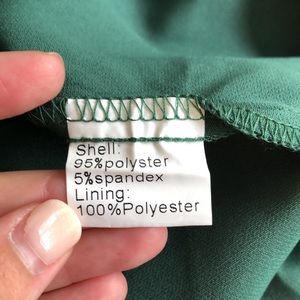 Shell:
95%polyster
5%spandex
Lining:
100%Polyester